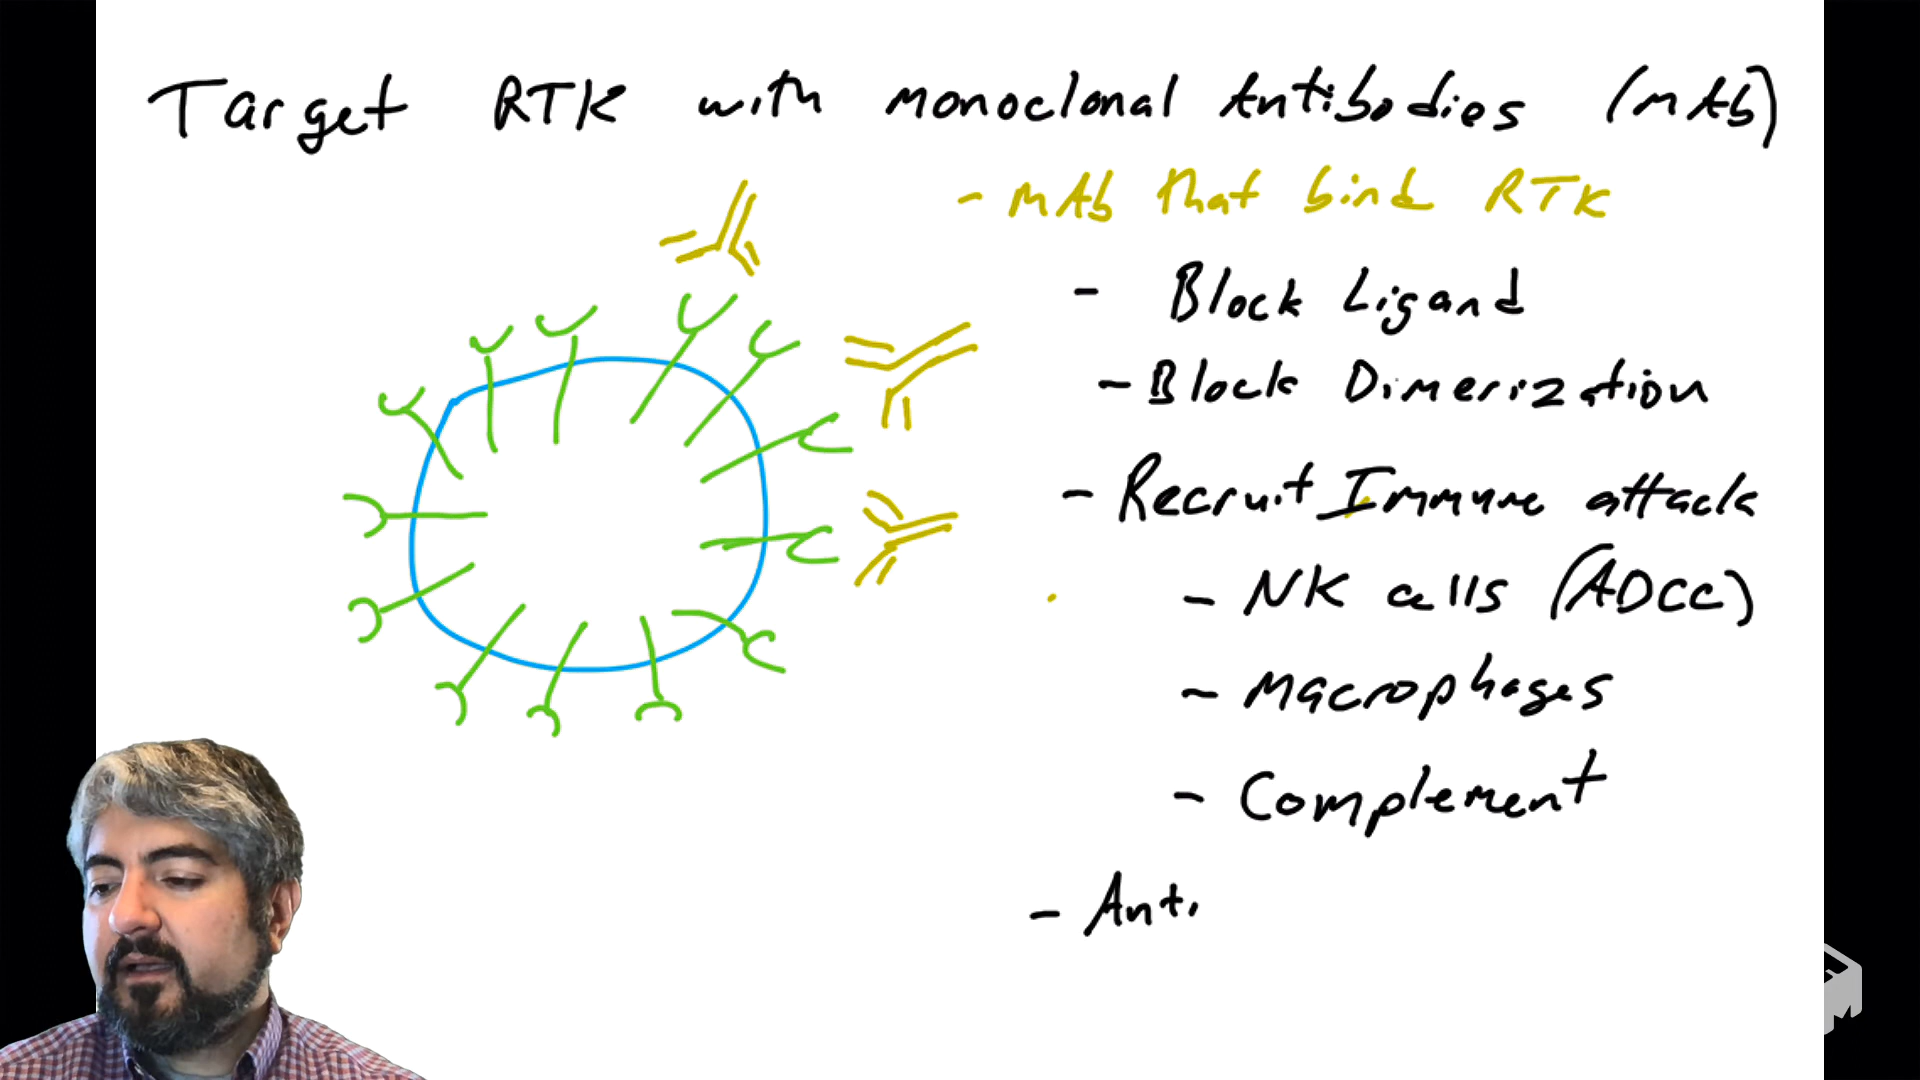 Target RTK with monoclonal Antibodies (mAb)
- mAb that bind RTK
- Block Ligand
- Block Dimerization
- Recruit Immune attack
- NK cells (ADCC)
- Macrophages
- Complement
- Anti